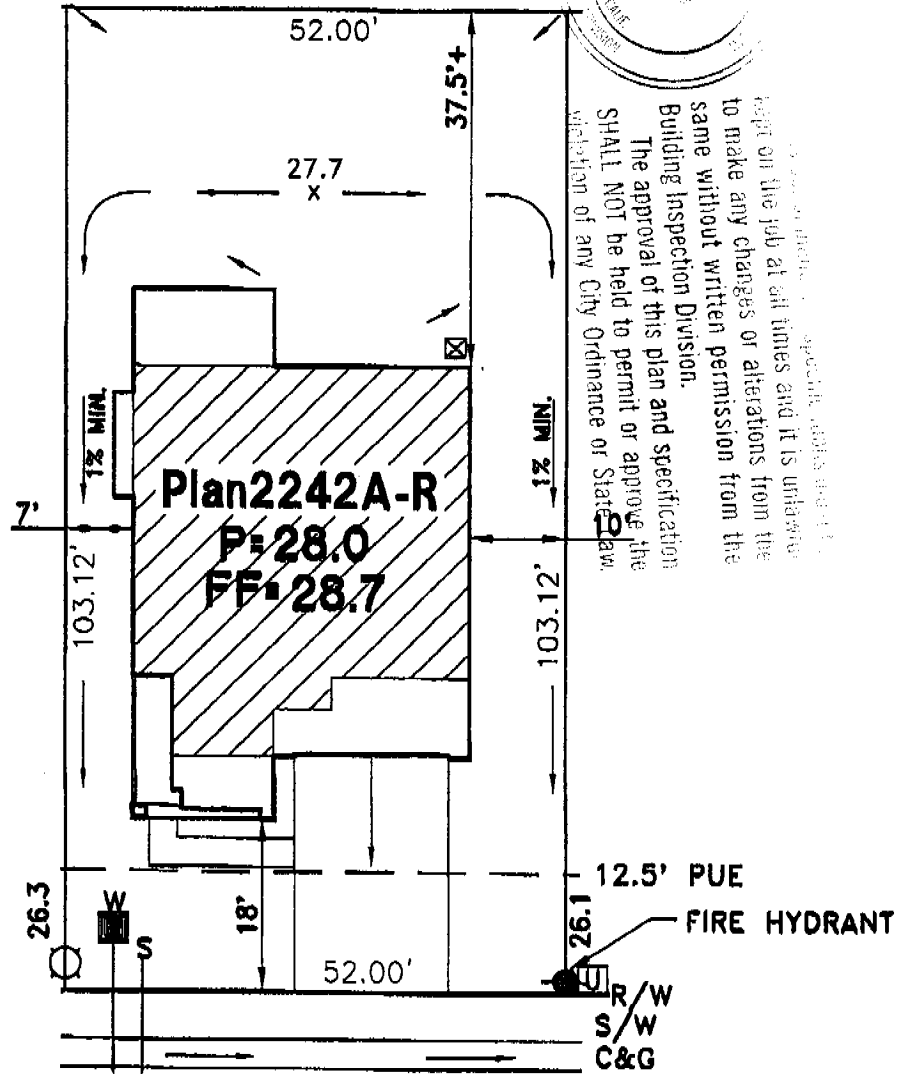 52.00'
37.5'+
27.7
X
1% MIN.
1% MIN.
Plan2242A-R
P=28.0
FF=28.7
7'
10'
103.12'
103.12'
12.5' PUE
FIRE HYDRANT
26.3
W
S
18'
26.1
52.00'
U
R/W
S/W
C&G
kept on the job at all times and it is unlawful
to make any changes or alterations from the
same without written permission from the
Building Inspection Division.
The approval of this plan and specification
SHALL NOT be held to permit or approve the
violation of any City Ordinance or State Law.
CALIF.
DIVISION